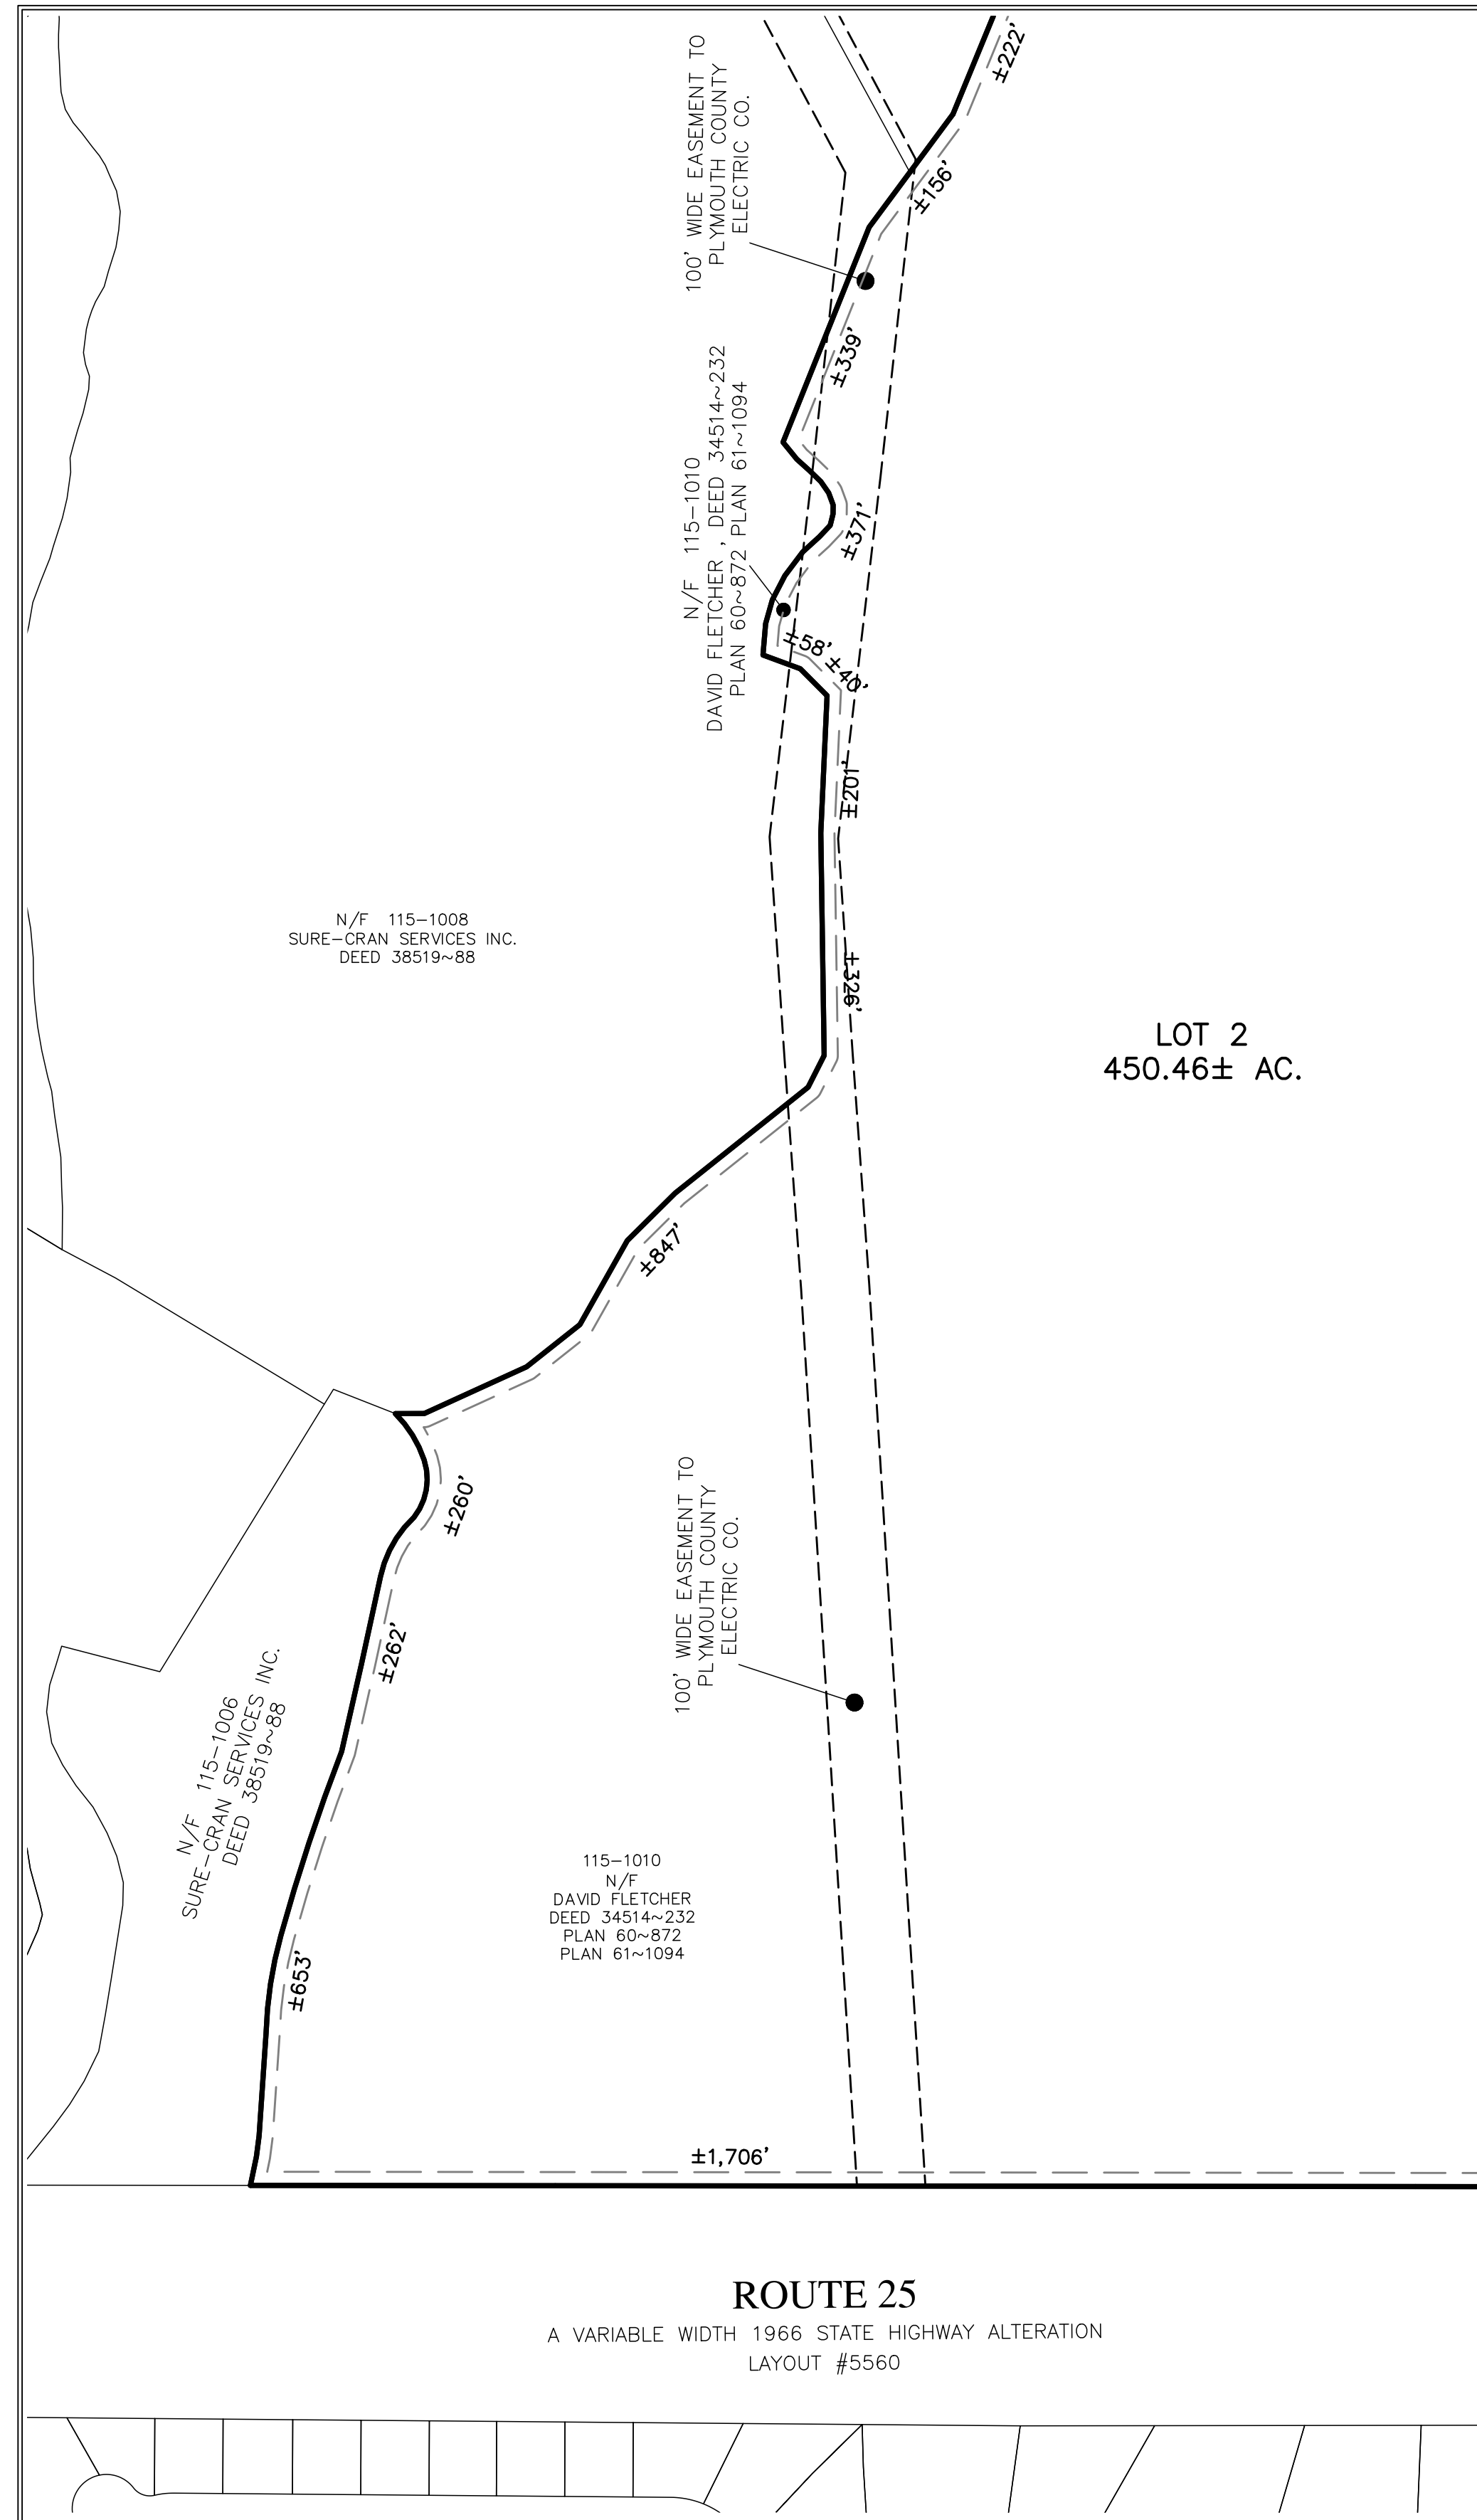 ±222'
100' WIDE EASEMENT TO
PLYMOUTH COUNTY
ELECTRIC CO.
±156'
±339'
N/F 115-1010
DAVID FLETCHER , DEED 34514~232
PLAN 60~872 PLAN 61~1094
±371'
±58'
±40'
±201'
N/F 115-1008
SURE-CRAN SERVICES INC.
DEED 38519~88
±326'
LOT 2
450.46± AC.
±847'
±260'
100' WIDE EASEMENT TO
PLYMOUTH COUNTY
ELECTRIC CO.
±262'
N/F 115-1006
SURE-CRAN SERVICES INC.
DEED 38519~88
115-1010
N/F
DAVID FLETCHER
DEED 34514~232
PLAN 60~872
PLAN 61~1094
±653'
±1,706'
ROUTE 25
A VARIABLE WIDTH 1966 STATE HIGHWAY ALTERATION
LAYOUT #5560